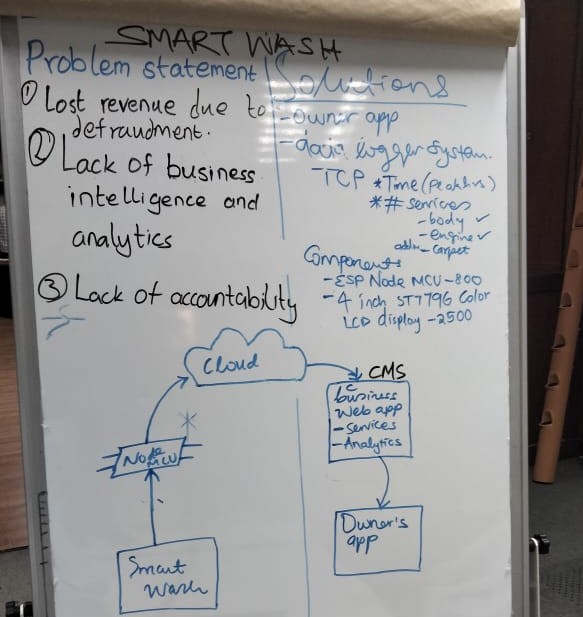 SMART WASH
Problem statement
① Lost revenue due to
defraudment.
② Lack of business
intelligence and
analytics
③ Lack of accountability
Solutions
- owner app
- data logger system.
- TCP * Time (peak hrs)
* # services
- body ✓
- engine ✓
- carpet
Components
- ESP Node MCU - 800
- 4 inch ST7796 Color
LCD display - 2500
Cloud
CMS
business
Web app
- Services
- Analytics
*
Node
MCU
Owner's
app
Smart
Wash